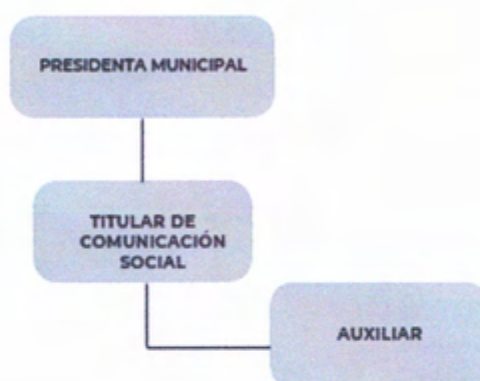 PRESIDENTA MUNICIPAL
TITULAR DE
COMUNICACIÓN
SOCIAL
AUXILIAR